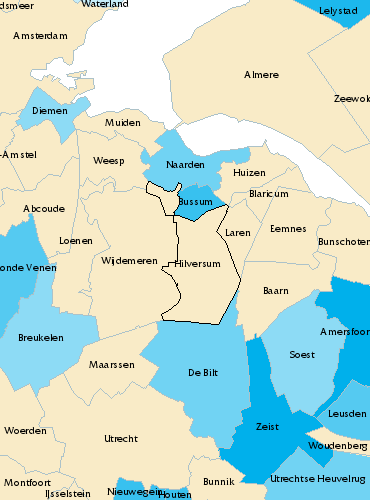 Waterland
dsmeer
Lelystad
Amsterdam
Almere
Zeewol
Diemen
Muiden
-Amstel
Weesp
Naarden
Huizen
Blaricum
Bussum
Abcoude
Laren
Eemnes
Loenen
Bunschoten
Wijdemeren
Hilversum
onde Venen
Baarn
Amersfoor
Breukelen
Soest
Maarssen
De Bilt
Leusden
Zeist
Woerden
Utrecht
Woudenberg
Montfoort
Bunnik
Utrechtse Heuvelrug
IJsselstein
Nieuwegein
Houten